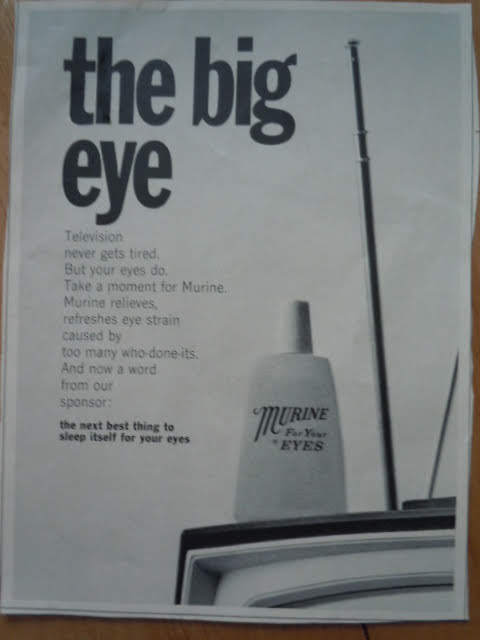 the big
eye
Television
never gets tired.
But your eyes do.
Take a moment for Murine.
Murine relieves,
refreshes eye strain
caused by
too many who-done-its.
And now a word
from our
sponsor:
the next best thing to
sleep itself for your eyes
MURINE
For Your
EYES